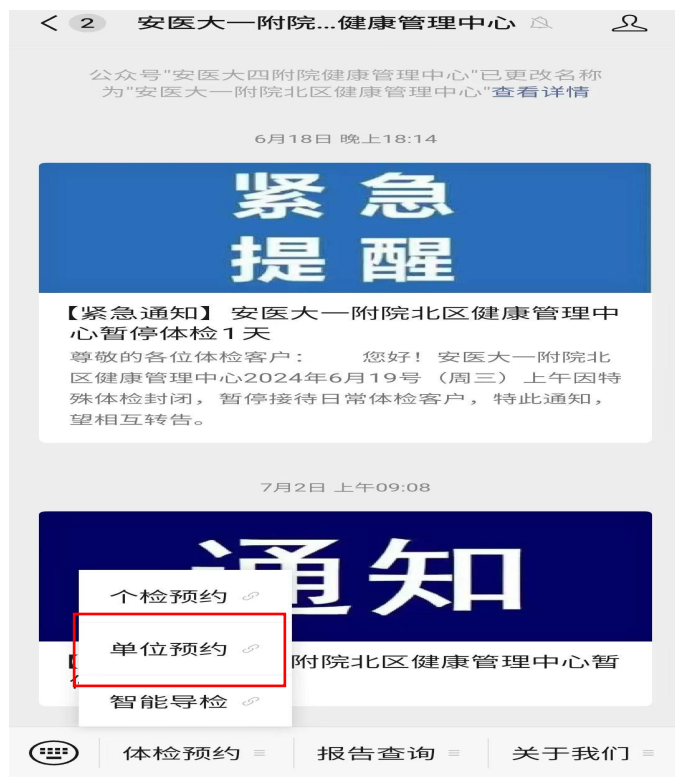 2 安医大一附院...健康管理中心
公众号"安医大四附院健康管理中心"已更改名称
为"安医大一附院北区健康管理中心"查看详情
6月18日 晚上18:14
紧急
提醒
【紧急通知】 安医大一附院北区健康管理中
心暂停体检1天
尊敬的各位体检客户: 您好!安医大一附院北
区健康管理中心2024年6月19号(周三)上午因特
殊体检封闭,暂停接待日常体检客户,特此通知,
望相互转告。
7月2日 上午09:08
通知
个检预约
单位预约
附院北区健康管理中心暂
智能导检
体检预约 报告查询 关于我们